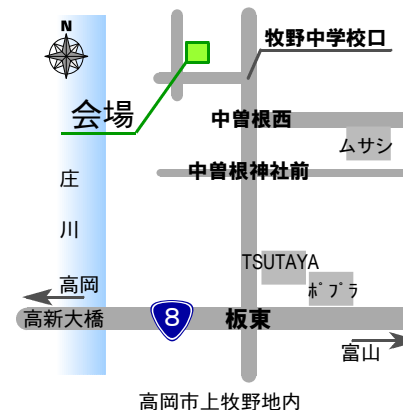 N
牧野中学校口
会場
中曽根西
ムサシ
中曽根神社前
庄
川
TSUTAYA
高岡
ﾎﾟﾌﾟﾗ
高新大橋
8
板東
富山
高岡市上牧野地内